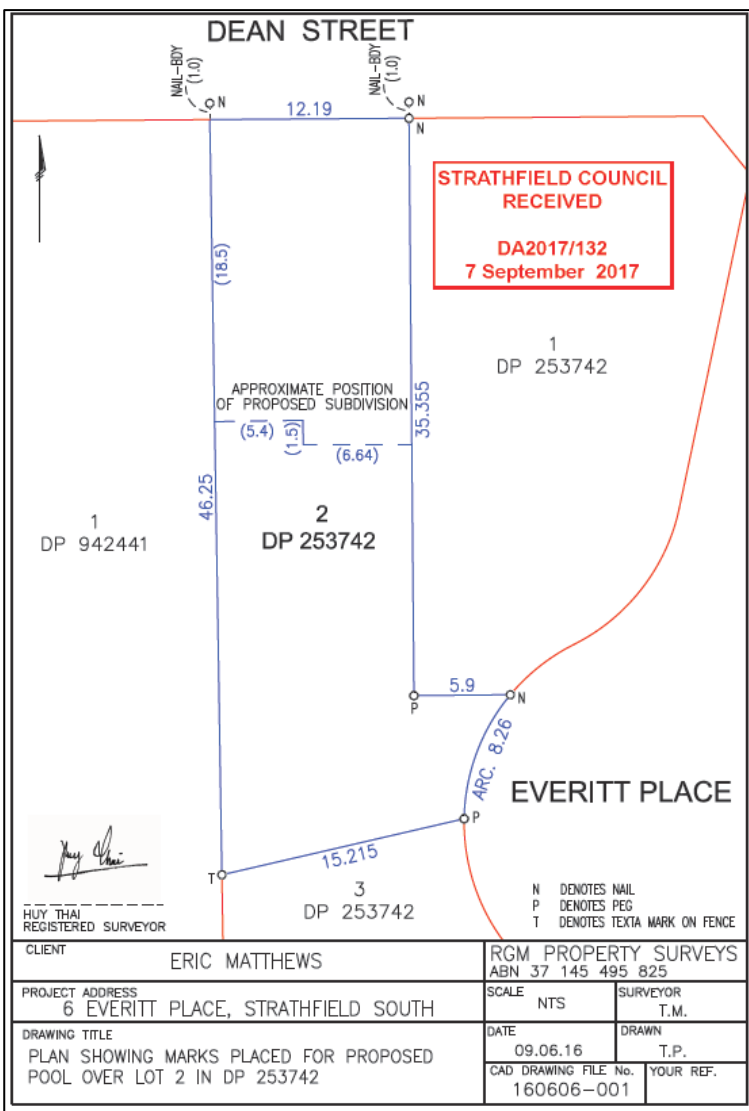 DEAN STREET
NAIL-BDY
(1.0)
N
NAIL-BDY
(1.0)
N
12.19
N
STRATHFIELD COUNCIL
RECEIVED
DA2017/132
7 September 2017
(18.5)
1
DP 253742
APPROXIMATE POSITION
OF PROPOSED SUBDIVISION
35.355
(5.4)
(1.5)
(6.64)
46.25
1
DP 942441
2
DP 253742
5.9
P
N
ARC. 8.26
EVERITT PLACE
P
15.215
T
3
DP 253742
HUY THAI
REGISTERED SURVEYOR
N DENOTES NAIL
P DENOTES PEG
T DENOTES TEXTA MARK ON FENCE
CLIENT
ERIC MATTHEWS
RGM PROPERTY SURVEYS
ABN 37 145 495 825
PROJECT ADDRESS
6 EVERITT PLACE, STRATHFIELD SOUTH
SCALE
NTS
SURVEYOR
T.M.
DRAWING TITLE
PLAN SHOWING MARKS PLACED FOR PROPOSED
POOL OVER LOT 2 IN DP 253742
DATE
09.06.16
DRAWN
T.P.
CAD DRAWING FILE No.
160606-001
YOUR REF.